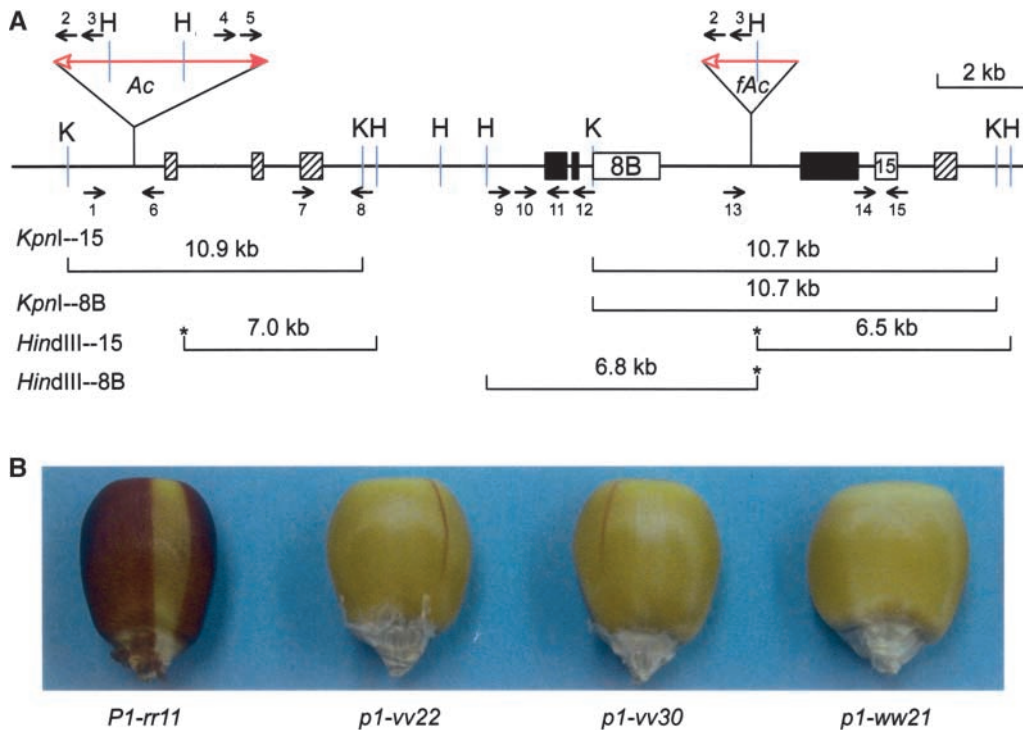 A
2 3 H H 4 5
2 3 H
Ac
fAc
2 kb
K K H H H K K H
8B 15
1 6 7 8 9 10 11 12 13 14 15
KpnI--15
10.9 kb 10.7 kb
KpnI--8B
10.7 kb
HindIII--15
* 7.0 kb * 6.5 kb
HindIII--8B
6.8 kb *
B
P1-rr11 p1-vv22 p1-vv30 p1-ww21